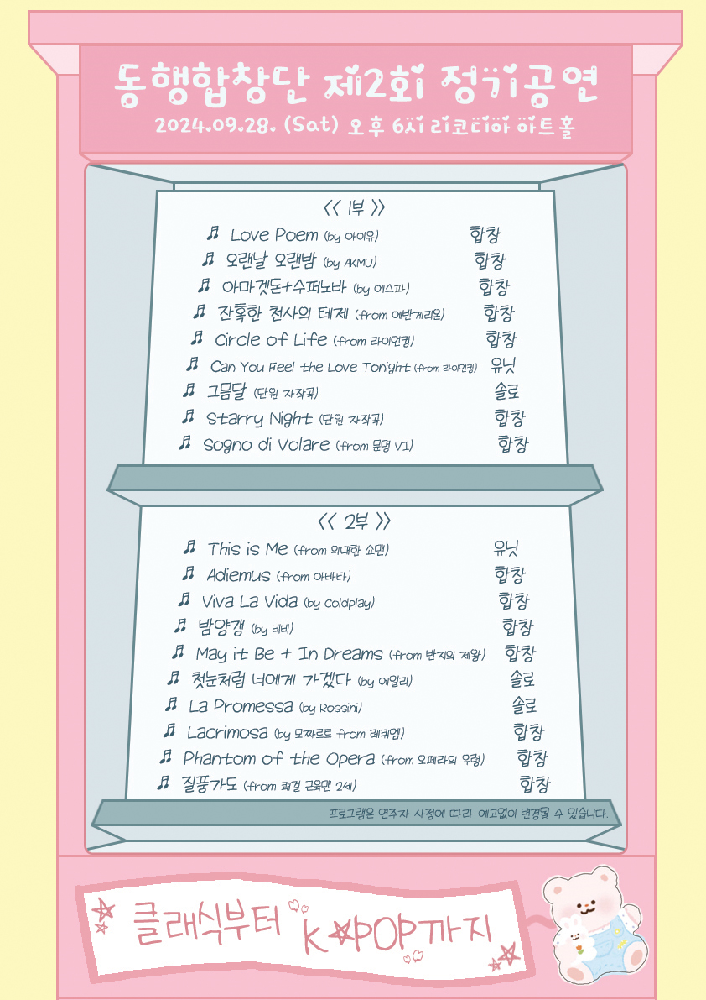 동행합창단 제2회 정기공연
2024.09.28. (Sat) 오후 6시 리코디아 아트홀
<< 1부 >>
♫ Love Poem (by 아이유) 합창
♫ 오랜날 오랜밤 (by AKMU) 합창
♫ 아마겟돈+수퍼노바 (by 에스파) 합창
♫ 잔혹한 천사의 테제 (from 에반게리온) 합창
♫ Circle of Life (from 라이언킹) 합창
♫ Can You Feel the Love Tonight (from 라이언킹) 유닛
♫ 그믐달 (단원 자작곡) 솔로
♫ Starry Night (단원 자작곡) 합창
♫ Sogno di Volare (from 문명 VI) 합창
<< 2부 >>
♫ This is Me (from 위대한 쇼맨) 유닛
♫ Adiemus (from 아바타) 합창
♫ Viva La Vida (by Coldplay) 합창
♫ 밤양갱 (by 비비) 합창
♫ May it Be + In Dreams (from 반지의 제왕) 합창
♫ 첫눈처럼 너에게 가겠다 (by 에일리) 솔로
♫ La Promessa (by Rossini) 솔로
♫ Lacrimosa (by 모짜르트 from 레퀴엠) 합창
♫ Phantom of the Opera (from 오페라의 유령) 합창
♫ 질풍가도 (from 쾌걸 근육맨 2세) 합창
프로그램은 연주자 사정에 따라 예고없이 변경될 수 있습니다.
클래식부터 K☆POP까지